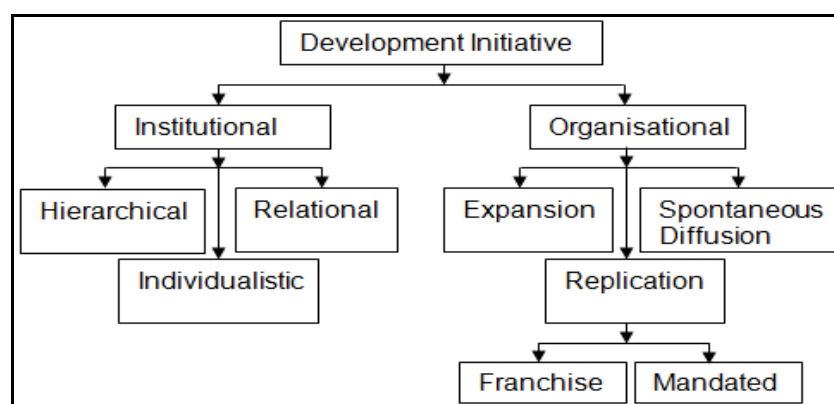 Development Initiative
Institutional
Organisational
Hierarchical
Relational
Expansion
Spontaneous
Diffusion
Individualistic
Replication
Franchise
Mandated